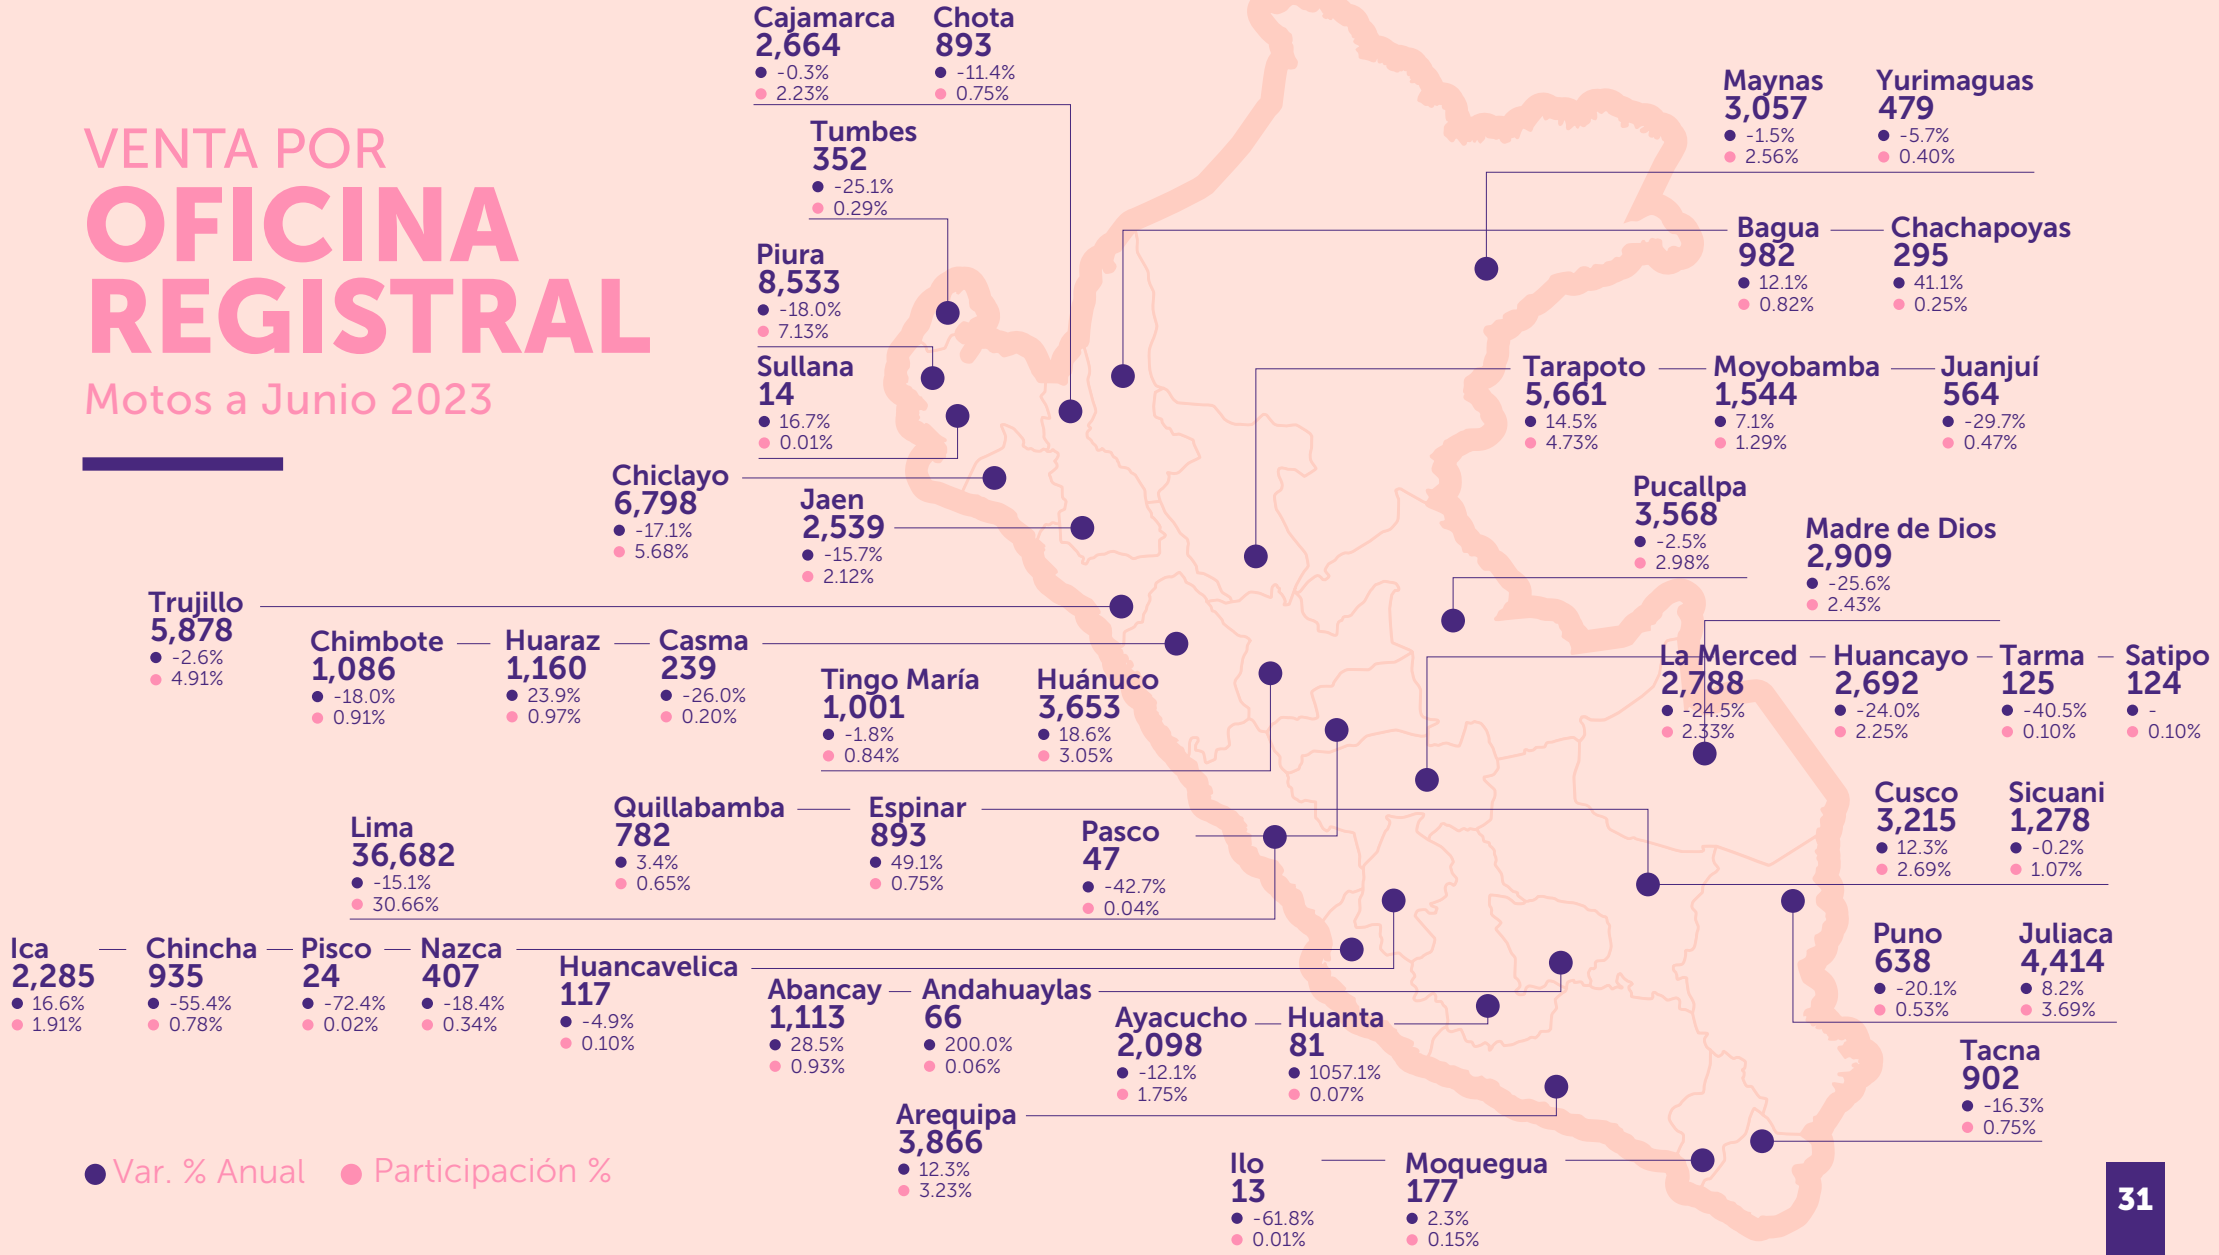 VENTA POR
OFICINA
REGISTRAL
Motos a Junio 2023
Cajamarca
2,664
-0.3%
2.23%
Chota
893
-11.4%
0.75%
Tumbes
352
-25.1%
0.29%
Piura
8,533
-18.0%
7.13%
Sullana
14
16.7%
0.01%
Chiclayo
6,798
-17.1%
5.68%
Jaen
2,539
-15.7%
2.12%
Trujillo
5,878
-2.6%
4.91%
Chimbote
1,086
-18.0%
0.91%
Huaraz
1,160
23.9%
0.97%
Casma
239
-26.0%
0.20%
Tingo María
1,001
-1.8%
0.84%
Huánuco
3,653
18.6%
3.05%
Maynas
3,057
-1.5%
2.56%
Yurimaguas
479
-5.7%
0.40%
Bagua
982
12.1%
0.82%
Chachapoyas
295
41.1%
0.25%
Tarapoto
5,661
14.5%
4.73%
Moyobamba
1,544
7.1%
1.29%
Juanjuí
564
-29.7%
0.47%
Pucallpa
3,568
-2.5%
2.98%
Madre de Dios
2,909
-25.6%
2.43%
La Merced
2,788
-24.5%
2.33%
Huancayo
2,692
-24.0%
2.25%
Tarma
125
-40.5%
0.10%
Satipo
124
-
0.10%
Lima
36,682
-15.1%
30.66%
Quillabamba
782
3.4%
0.65%
Espinar
893
49.1%
0.75%
Pasco
47
-42.7%
0.04%
Cusco
3,215
12.3%
2.69%
Sicuani
1,278
-0.2%
1.07%
Ica
2,285
16.6%
1.91%
Chincha
935
-55.4%
0.78%
Pisco
24
-72.4%
0.02%
Nazca
407
-18.4%
0.34%
Huancavelica
117
-4.9%
0.10%
Abancay
1,113
28.5%
0.93%
Andahuaylas
66
200.0%
0.06%
Ayacucho
2,098
-12.1%
1.75%
Huanta
81
1057.1%
0.07%
Puno
638
-20.1%
0.53%
Juliaca
4,414
8.2%
3.69%
Tacna
902
-16.3%
0.75%
Arequipa
3,866
12.3%
3.23%
Ilo
13
-61.8%
0.01%
Moquegua
177
2.3%
0.15%
Var. % Anual
Participación %
31